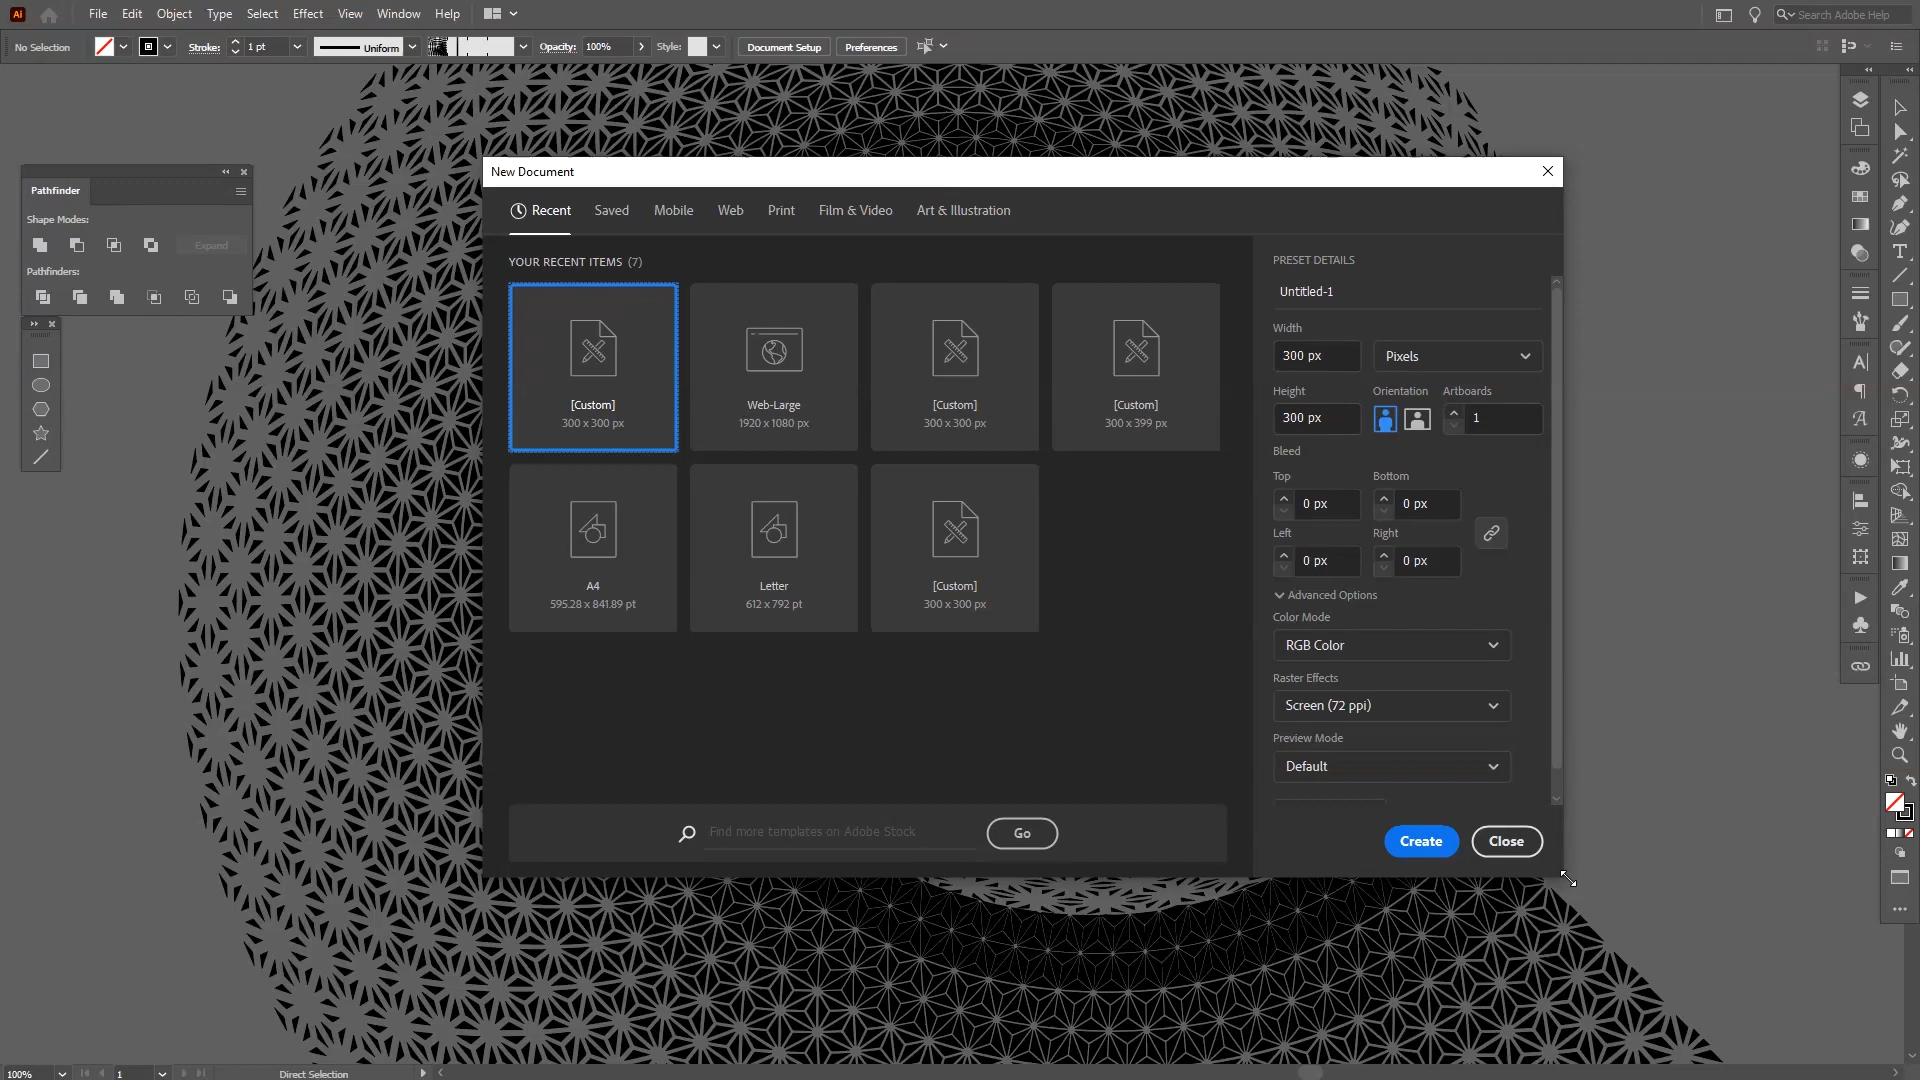 Ai File Edit Object Type Select Effect View Window Help Search Adobe Help
No Selection Stroke: 1 pt Uniform Opacity: 100% Style: Document Setup Preferences
Pathfinder
Shape Modes:
Expand
Pathfinders:
New Document
Recent Saved Mobile Web Print Film & Video Art & Illustration
YOUR RECENT ITEMS (7)
[Custom]
300 x 300 px
Web-Large
1920 x 1080 px
[Custom]
300 x 300 px
[Custom]
300 x 399 px
A4
595.28 x 841.89 pt
Letter
612 x 792 pt
[Custom]
300 x 300 px
Find more templates on Adobe Stock Go
PRESET DETAILS
Untitled-1
Width
300 px Pixels
Height Orientation Artboards
300 px 1
Bleed
Top Bottom
0 px 0 px
Left Right
0 px 0 px
Advanced Options
Color Mode
RGB Color
Raster Effects
Screen (72 ppi)
Preview Mode
Default
Create Close
100% 1 Direct Selection